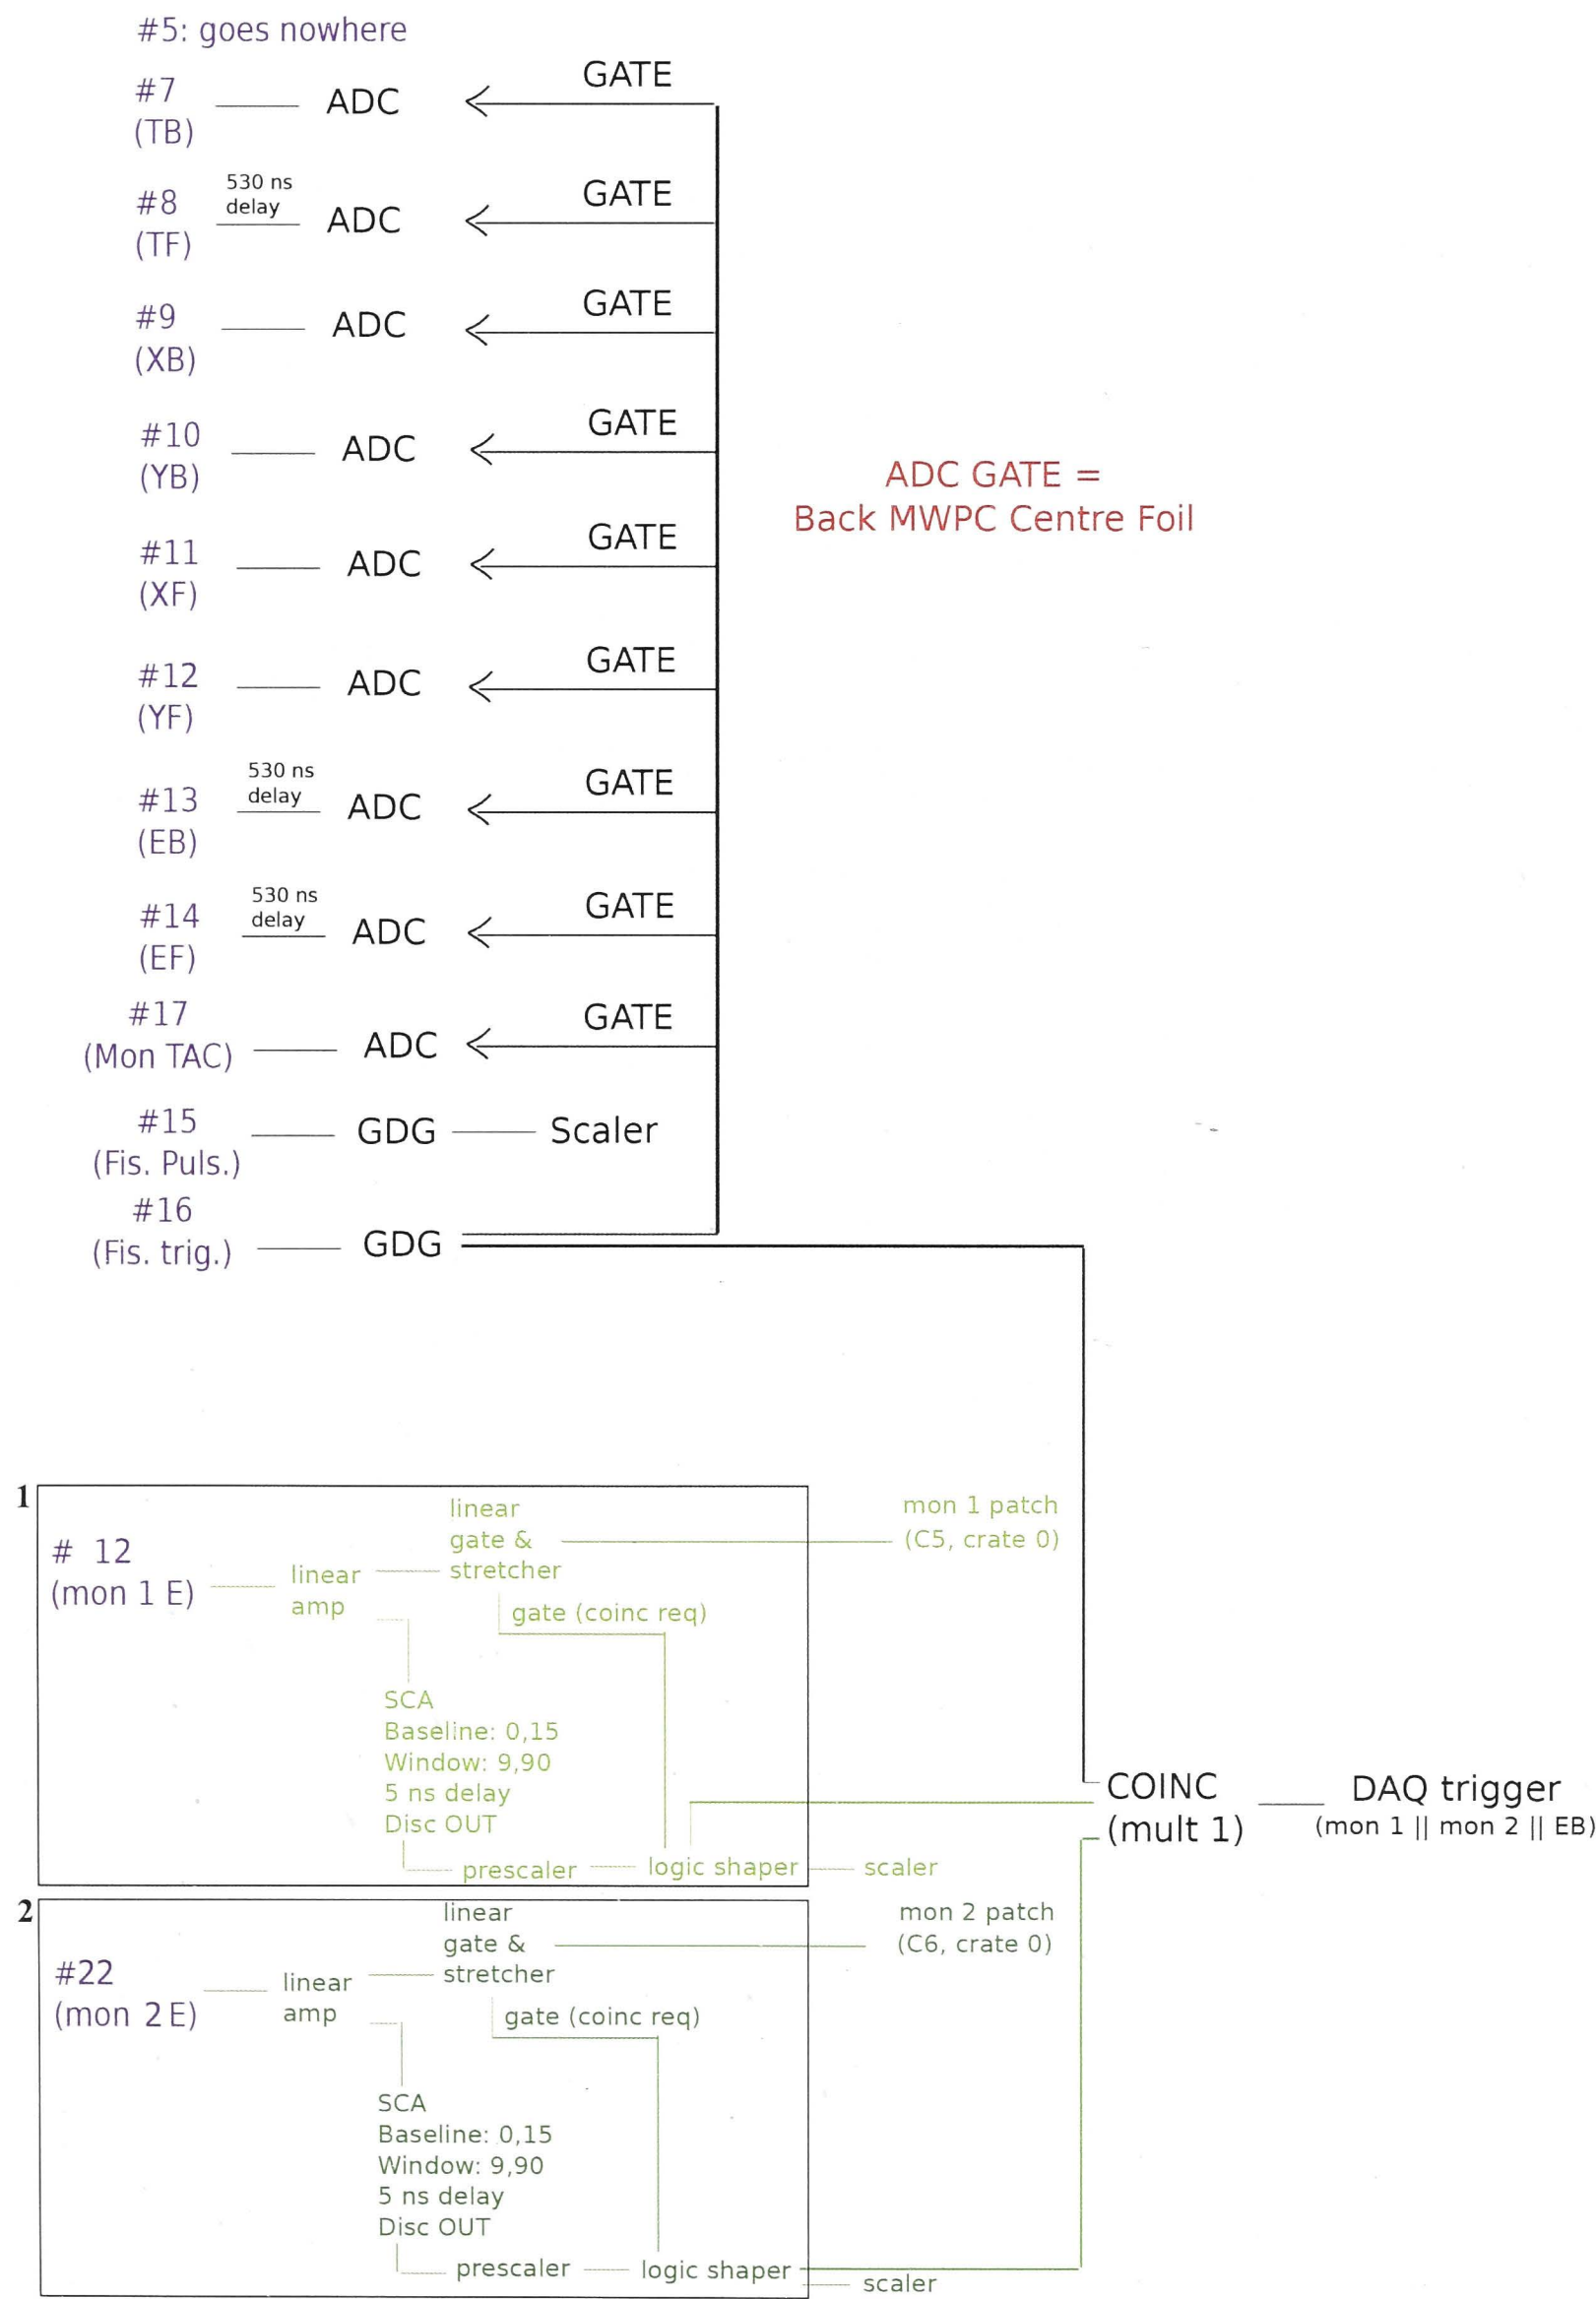 #5: goes nowhere
#7
(TB)
ADC
GATE
#8
(TF)
530 ns
delay
ADC
GATE
#9
(XB)
ADC
GATE
#10
(YB)
ADC
GATE
ADC GATE =
Back MWPC Centre Foil
#11
(XF)
ADC
GATE
#12
(YF)
ADC
GATE
#13
(EB)
530 ns
delay
ADC
GATE
#14
(EF)
530 ns
delay
ADC
GATE
#17
(Mon TAC)
ADC
GATE
#15
(Fis. Puls.)
GDG
Scaler
#16
(Fis. trig.)
GDG
1
# 12
(mon 1 E)
linear
amp
linear
gate &
stretcher
mon 1 patch
(C5, crate 0)
gate (coinc req)
SCA
Baseline: 0,15
Window: 9,90
5 ns delay
Disc OUT
prescaler
logic shaper
scaler
COINC
(mult 1)
DAQ trigger
(mon 1 || mon 2 || EB)
2
#22
(mon 2 E)
linear
amp
linear
gate &
stretcher
mon 2 patch
(C6, crate 0)
gate (coinc req)
SCA
Baseline: 0,15
Window: 9,90
5 ns delay
Disc OUT
prescaler
logic shaper
scaler